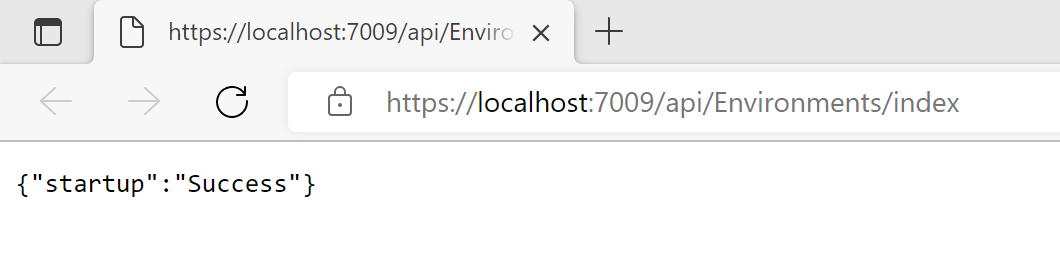 https://localhost:7009/api/Enviro
https://localhost:7009/api/Environments/index
{"startup":"Success"}